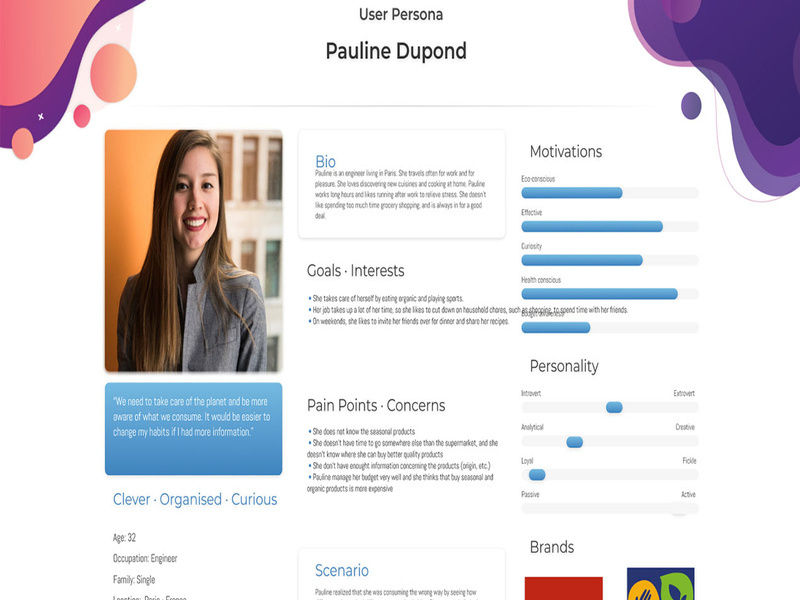 User Persona
Pauline Dupond
Bio
Pauline is an engineer living in Paris. She travels often for work and for
pleasure. She loves discovering new cuisines and cooking at home. Pauline
works long hours and likes running after work to relieve stress. She doesn't
like spending too much time grocery shopping, and is always in for a good
deal.
Goals · Interests
• She takes care of herself by eating organic and playing sports.
• Her job takes up a lot of her time, so she likes to cut down on household chores, such as shopping, to spend time with her friends.
• On weekends, she likes to invite her friends over for dinner and share her recipes.
Pain Points · Concerns
• She does not know the seasonal products
• She doesn't have time to go somewhere else than the supermarket, and she
doesn't know where she can buy better quality products
• She don't have enought information concerning the products (origin, etc.)
• Pauline manage her budget very well and she thinks that buy seasonal and
organic products is more expensive
Scenario
Pauline realized that she was consuming the wrong way by seeing how
"We need to take care of the planet and be more
aware of what we consume. It would be easier to
change my habits if I had more information."
Clever · Organised · Curious
Age: 32
Occupation: Engineer
Family: Single
Location: Paris - France
Motivations
Eco-conscious
Effective
Curiosity
Health conscious
Budget awareness
Personality
Introvert Extrovert
Analytical Creative
Loyal Fickle
Passive Active
Brands